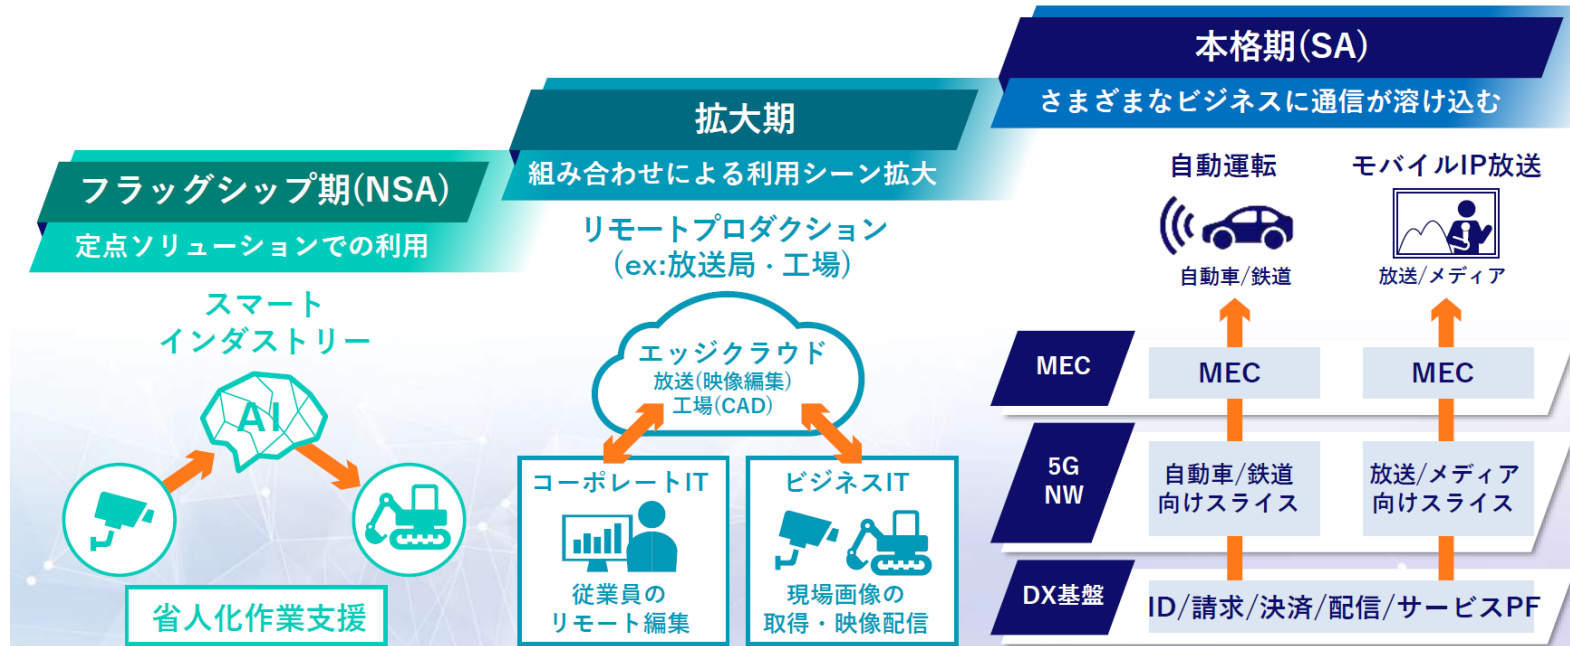 フラッグシップ期(NSA)
定点ソリューションでの利用
スマート
インダストリー
AI
省人化作業支援
拡大期
組み合わせによる利用シーン拡大
リモートプロダクション
(ex:放送局・工場)
エッジクラウド
放送(映像編集)
工場(CAD)
コーポレートIT
従業員の
リモート編集
ビジネスIT
現場画像の
取得・映像配信
本格期(SA)
さまざまなビジネスに通信が溶け込む
自動運転
自動車/鉄道
モバイルIP放送
放送/メディア
MEC
MEC
MEC
5G
NW
自動車/鉄道
向けスライス
放送/メディア
向けスライス
DX基盤
ID/請求/決済/配信/サービスPF